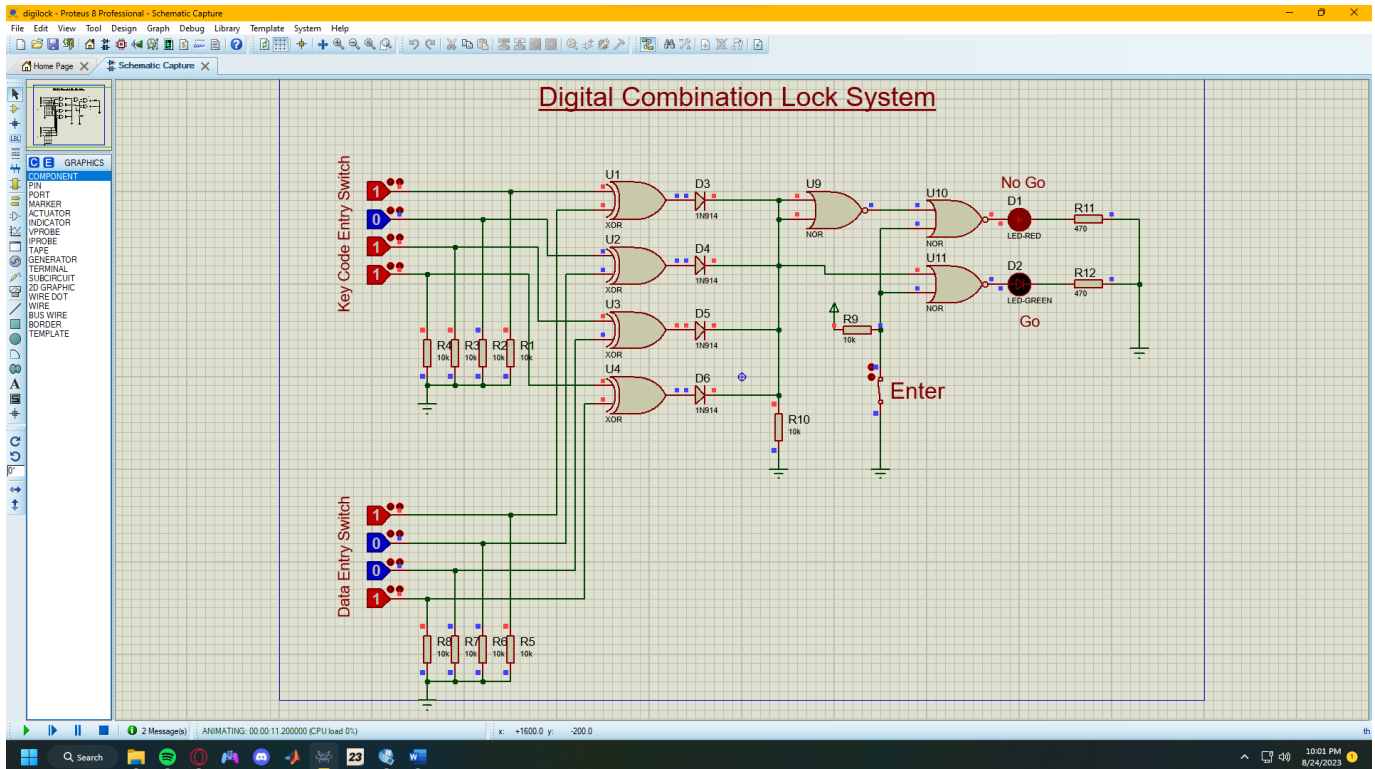 digilock - Proteus 8 Professional - Schematic Capture
File Edit View Tool Design Graph Debug Library Template System Help
Home Page
Schematic Capture
C E GRAPHICS
COMPONENT
PIN
PORT
MARKER
ACTUATOR
INDICATOR
VPROBE
IPROBE
TAPE
GENERATOR
TERMINAL
SUBCIRCUIT
2D GRAPHIC
WIRE DOT
WIRE
BUS WIRE
BORDER
TEMPLATE
LBL
A
S
0°
Digital Combination Lock System
Key Code Entry Switch
1
0
1
1
R4 R3 R2 R1
10k 10k 10k 10k
U1
XOR
U2
XOR
U3
XOR
U4
XOR
D3
1N914
D4
1N914
D5
1N914
D6
1N914
R10
10k
U9
NOR
U10
NOR
U11
NOR
R9
10k
Enter
No Go
D1
LED-RED
R11
470
D2
LED-GREEN
Go
R12
470
Data Entry Switch
1
0
0
1
R8 R7 R6 R5
10k 10k 10k 10k
2 Message(s) ANIMATING: 00:00:11.200000 (CPU load 0%) x: +1600.0 y: -200.0 th
Search
23
W
10:01 PM
8/24/2023
1